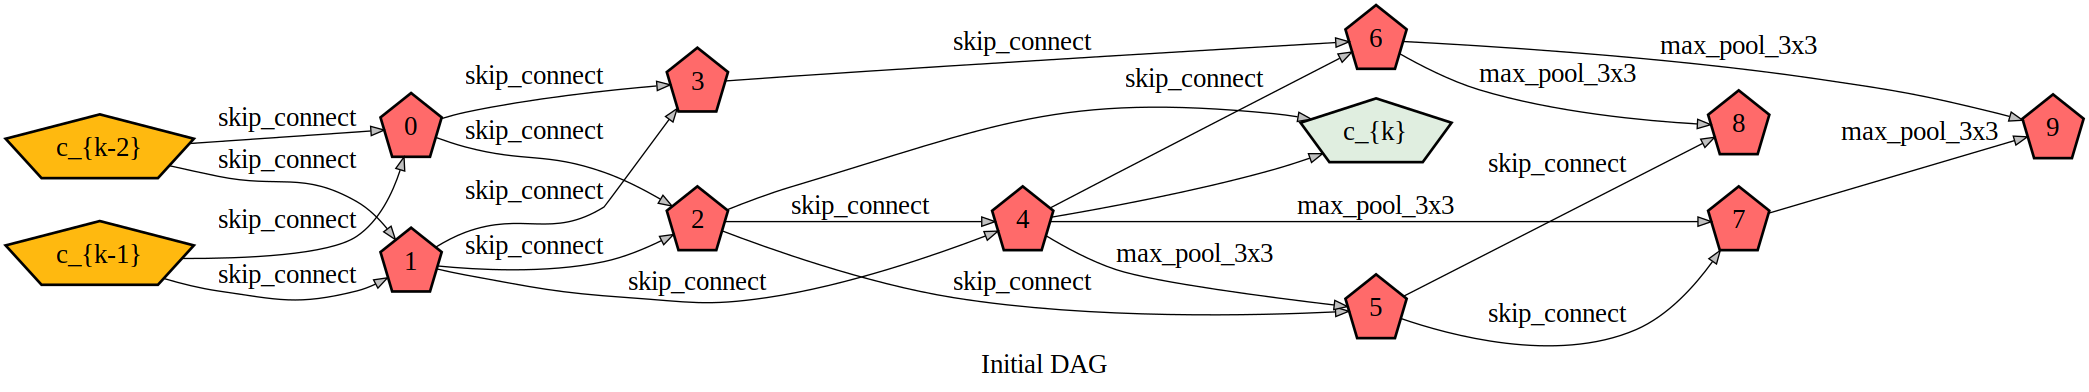 c_{k-2}
c_{k-1}
skip_connect
skip_connect
skip_connect
skip_connect
0
1
skip_connect
skip_connect
skip_connect
skip_connect
skip_connect
3
2
skip_connect
skip_connect
skip_connect
4
skip_connect
max_pool_3x3
max_pool_3x3
6
c_{k}
5
max_pool_3x3
max_pool_3x3
skip_connect
skip_connect
8
7
max_pool_3x3
9
Initial DAG